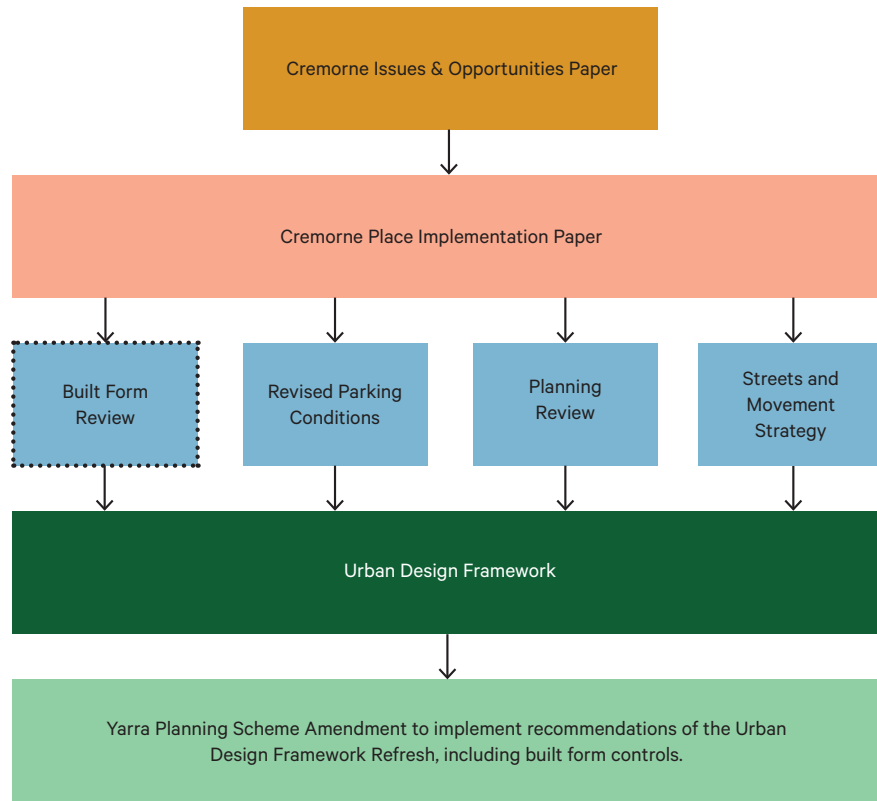 Cremorne Issues & Opportunities Paper
Cremorne Place Implementation Paper
Built Form
Review
Revised Parking
Conditions
Planning
Review
Streets and
Movement
Strategy
Urban Design Framework
Yarra Planning Scheme Amendment to implement recommendations of the Urban
Design Framework Refresh, including built form controls.